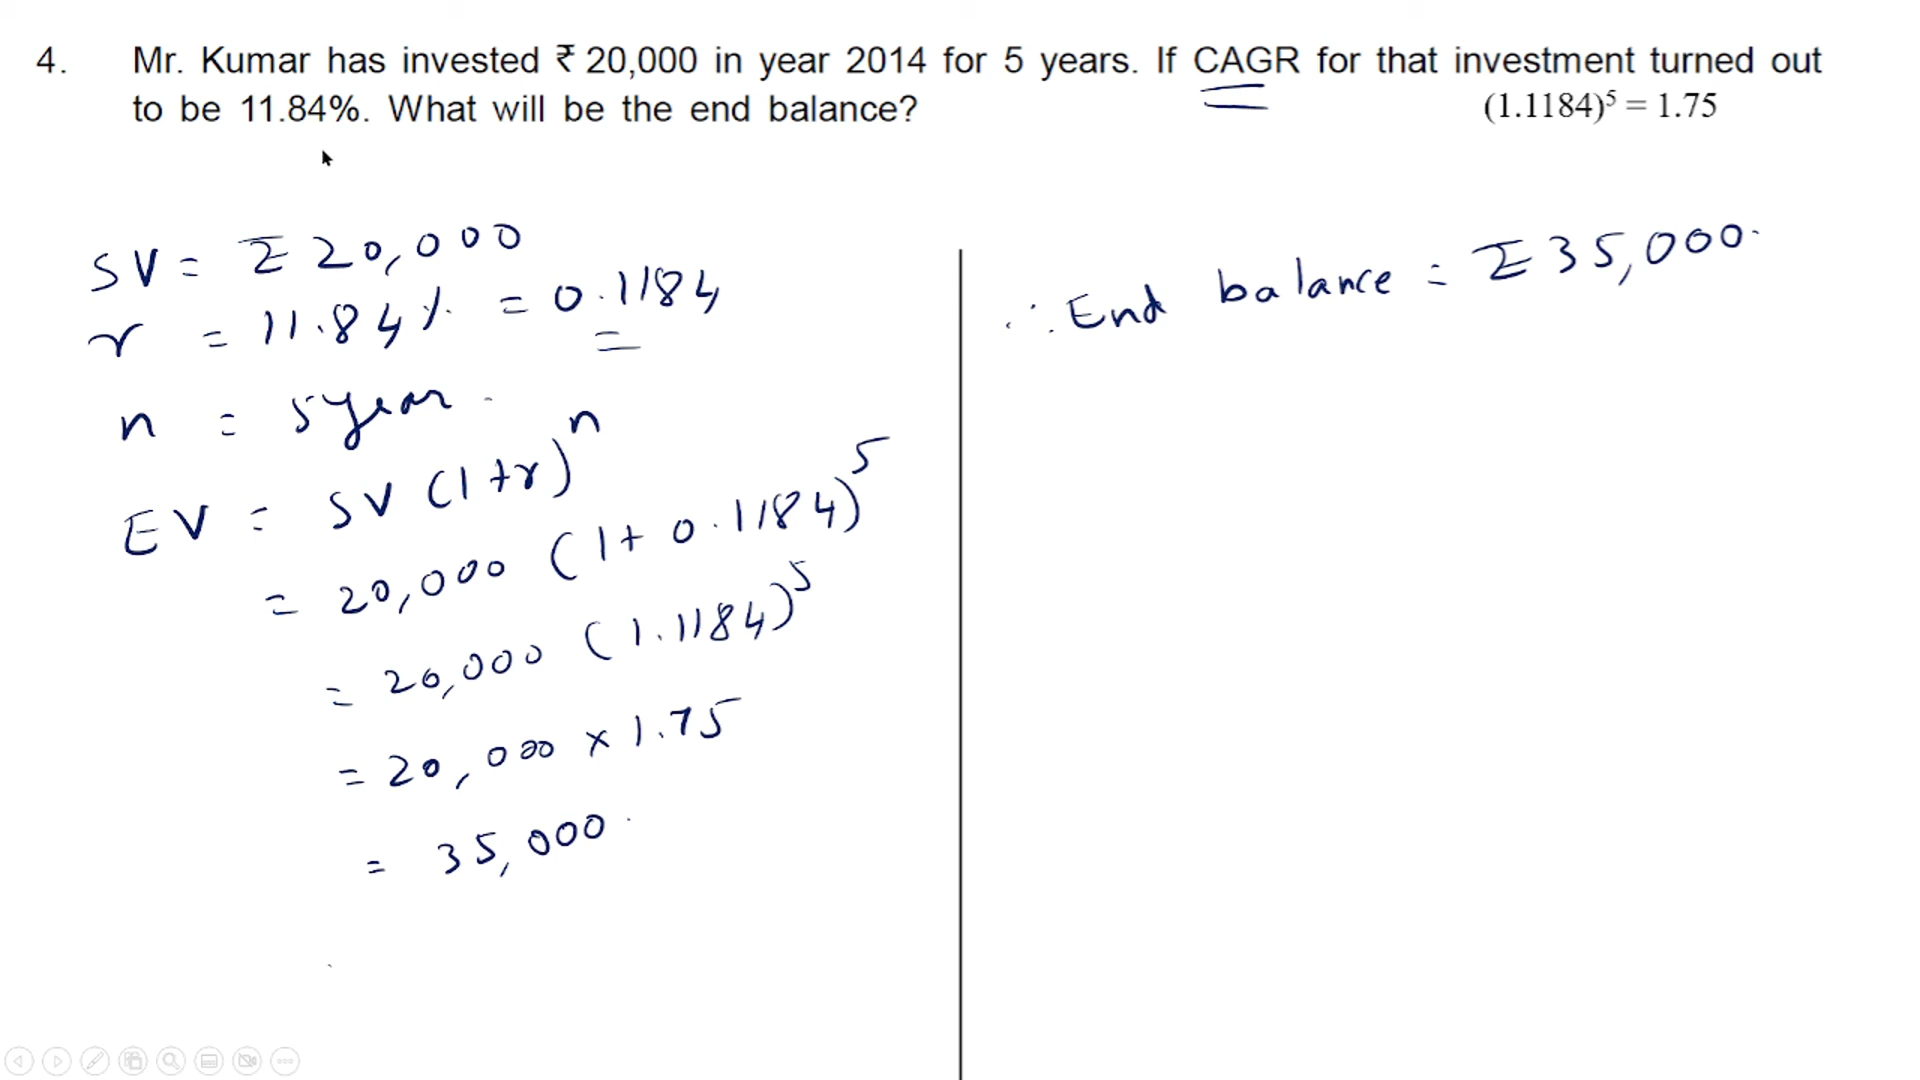 4. Mr. Kumar has invested ₹ 20,000 in year 2014 for 5 years. If CAGR for that investment turned out
to be 11.84%. What will be the end balance? (1.1184)⁵ = 1.75
SV = ₹ 20,000
r = 11.84% = 0.1184
n = 5 year.
EV = SV (1+r)ⁿ
= 20,000 (1+ 0.1184)⁵
= 20,000 (1.1184)⁵
= 20,000 x 1.75
= 35,000.
∴ End balance = ₹ 35,000.